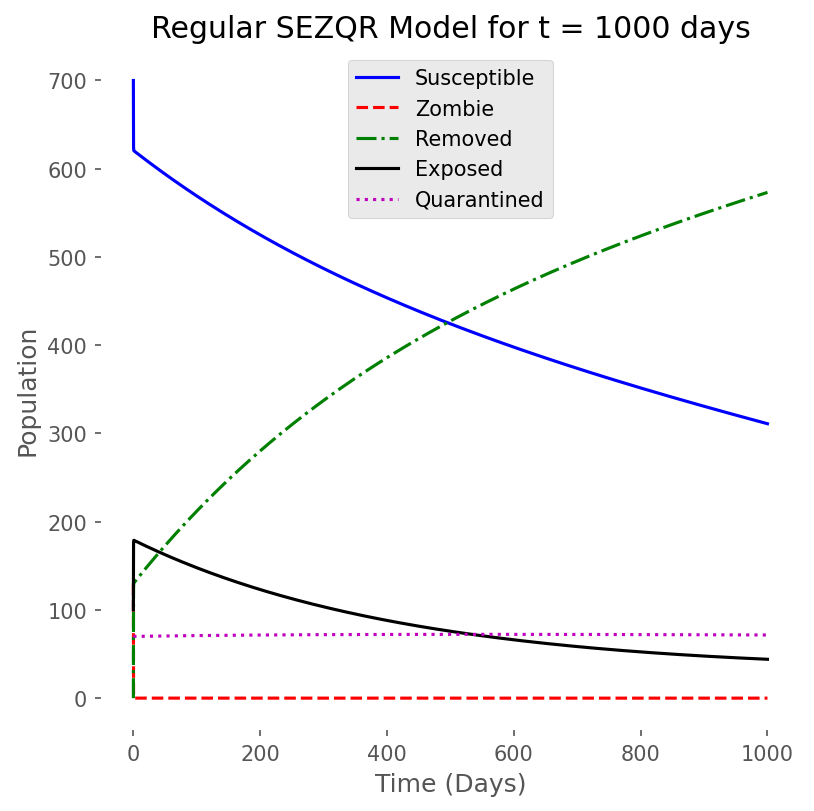 Regular SEZQR Model for t = 1000 days
Susceptible
Zombie
Removed
Exposed
Quarantined
700
600
500
400
300
200
100
0
Population
0 200 400 600 800 1000
Time (Days)